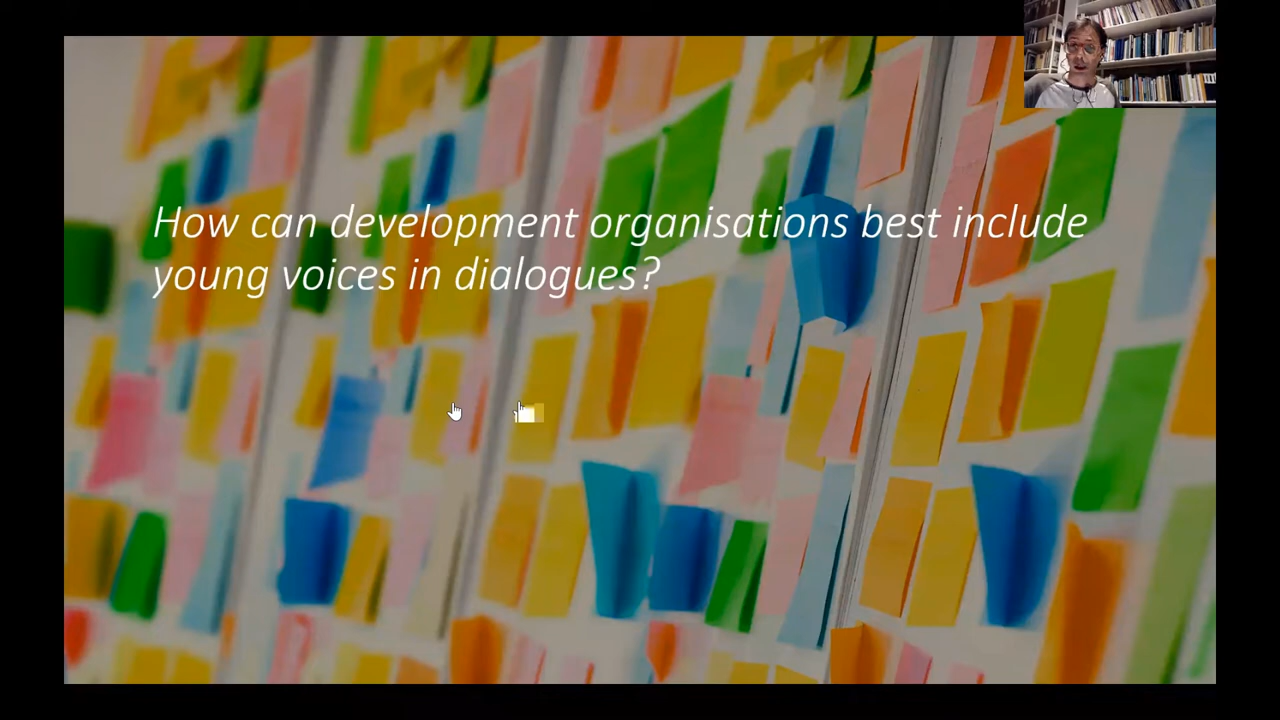 How can development organisations best include
young voices in dialogues?